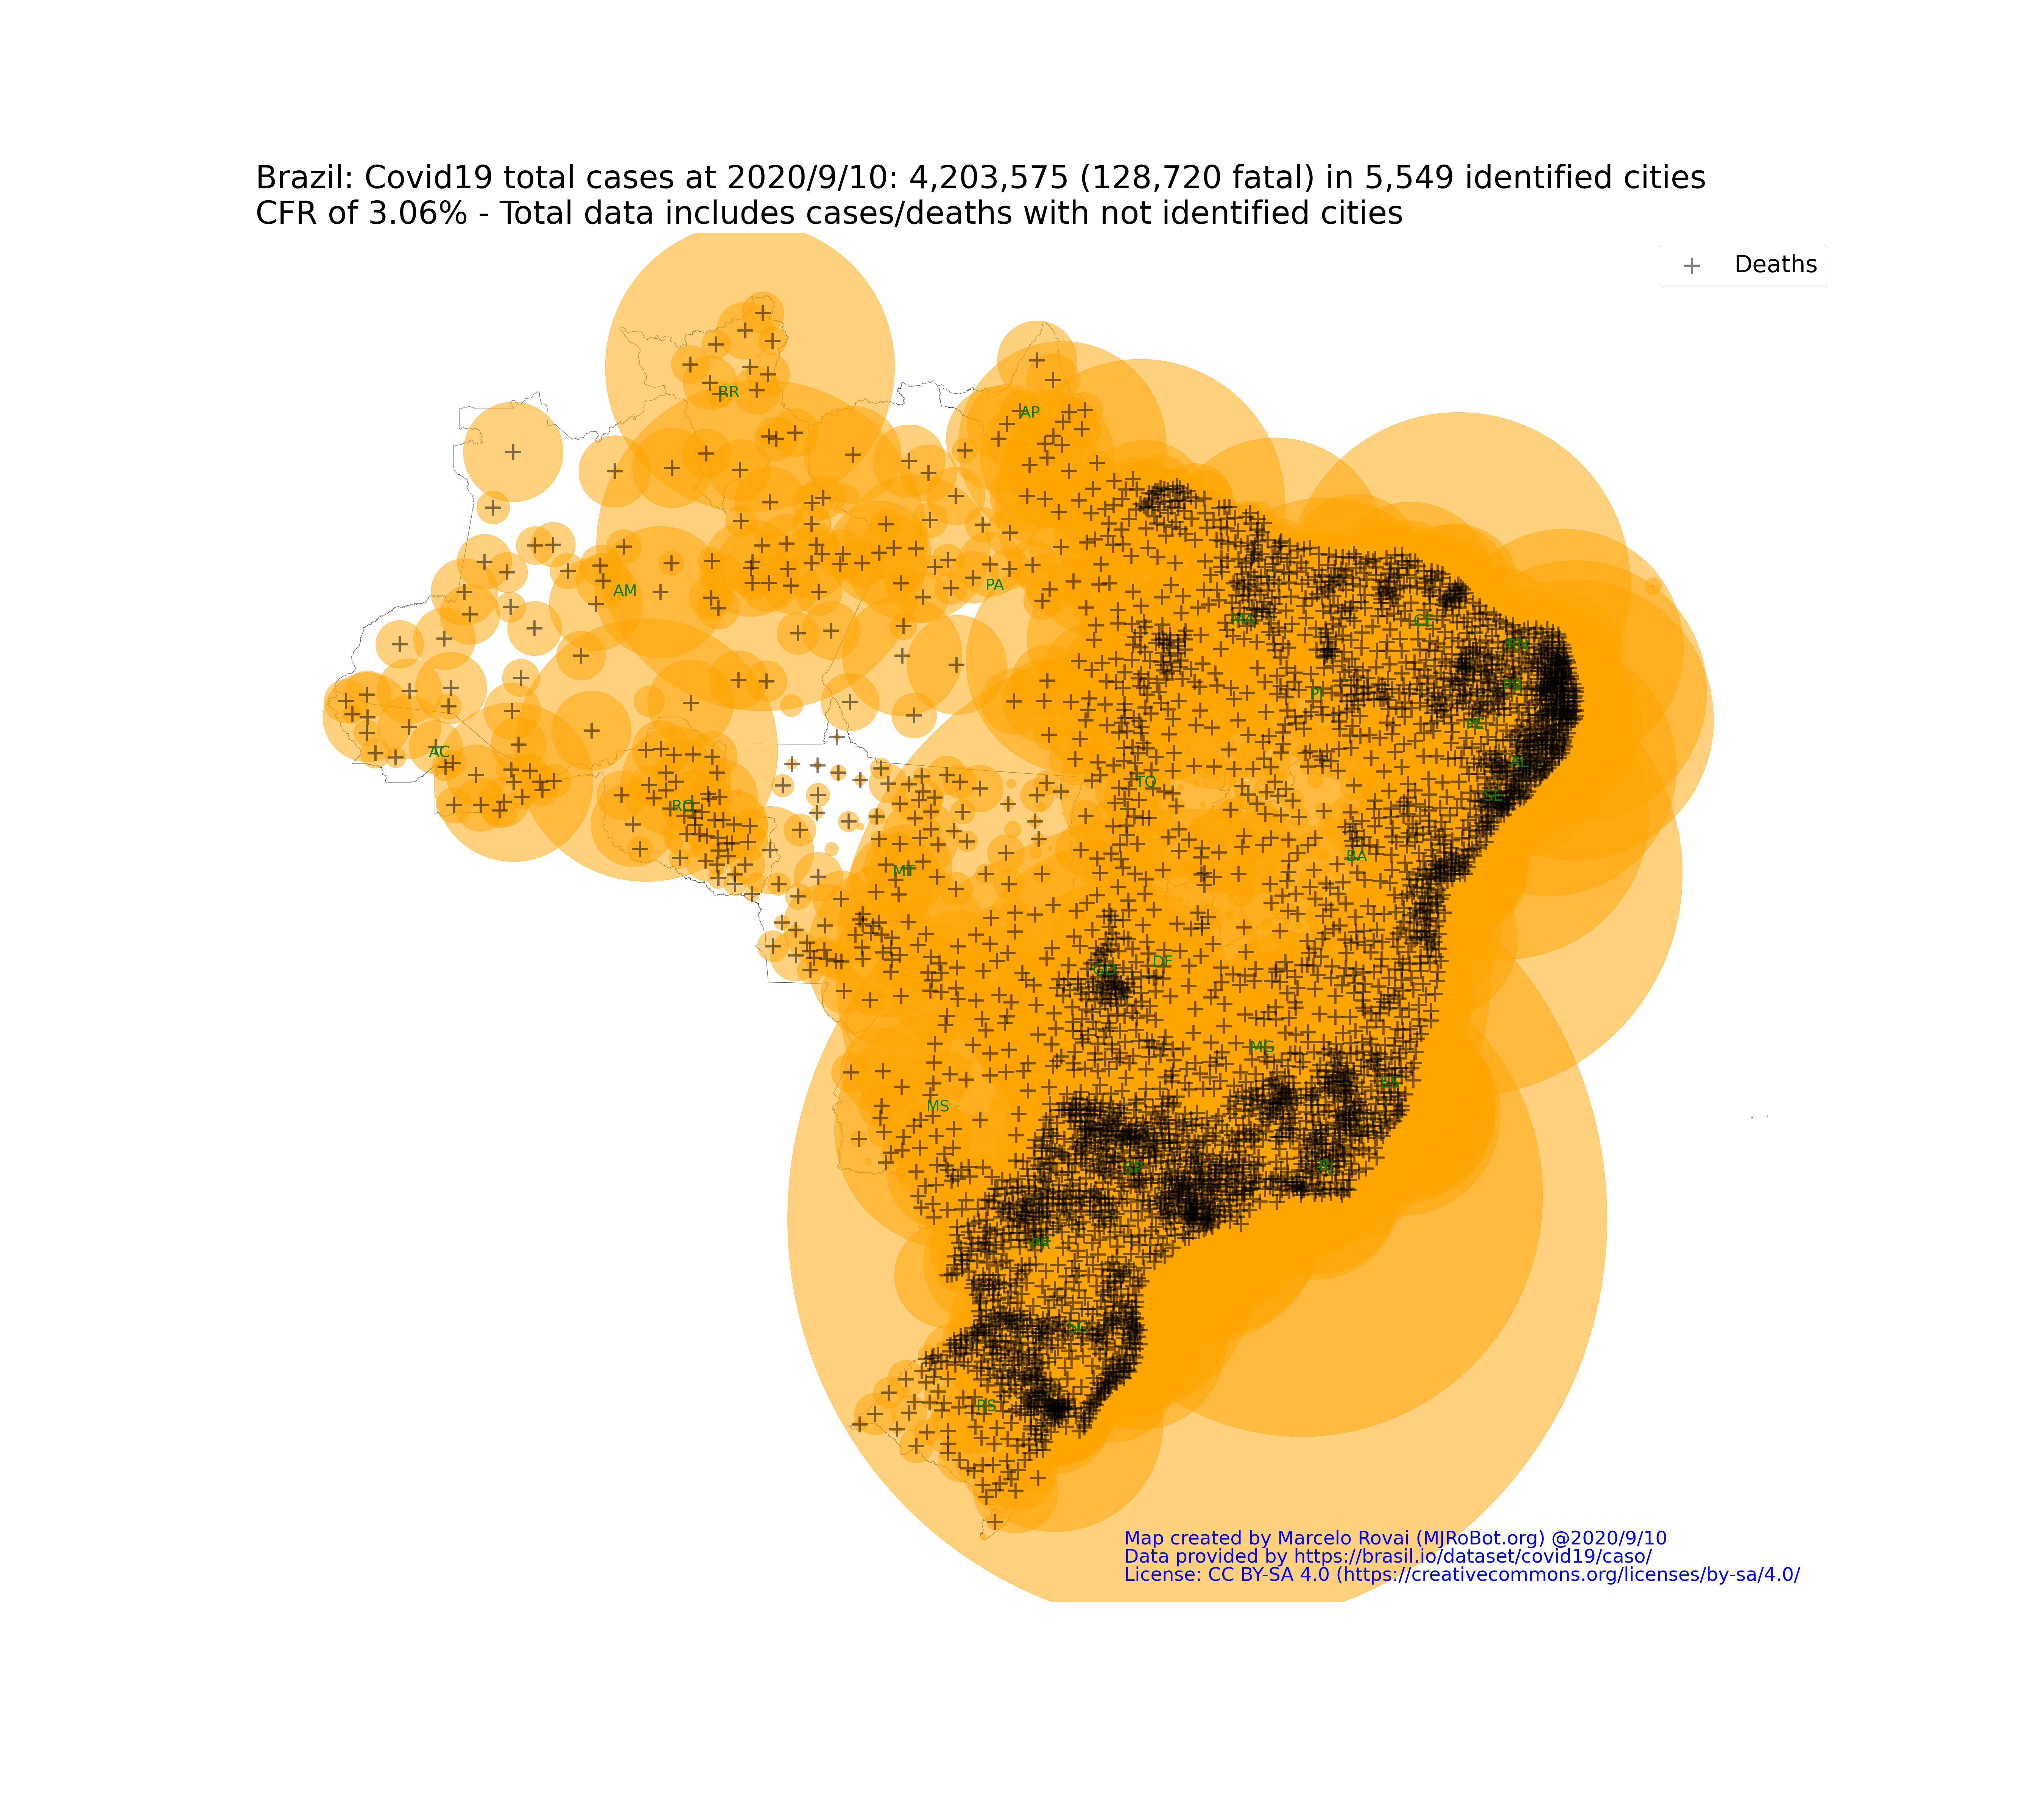 Brazil: Covid19 total cases at 2020/9/10: 4,203,575 (128,720 fatal) in 5,549 identified cities
CFR of 3.06% - Total data includes cases/deaths with not identified cities
Deaths
RR
AP
AM
PA
MA
CE
RN
PB
PI
PE
AC
AL
TO
SE
RO
BA
MT
DF
GO
MG
ES
MS
SP
RJ
PR
SC
RS
Map created by Marcelo Rovai (MJRoBot.org) @2020/9/10
Data provided by https://brasil.io/dataset/covid19/caso/
License: CC BY-SA 4.0 (https://creativecommons.org/licenses/by-sa/4.0/